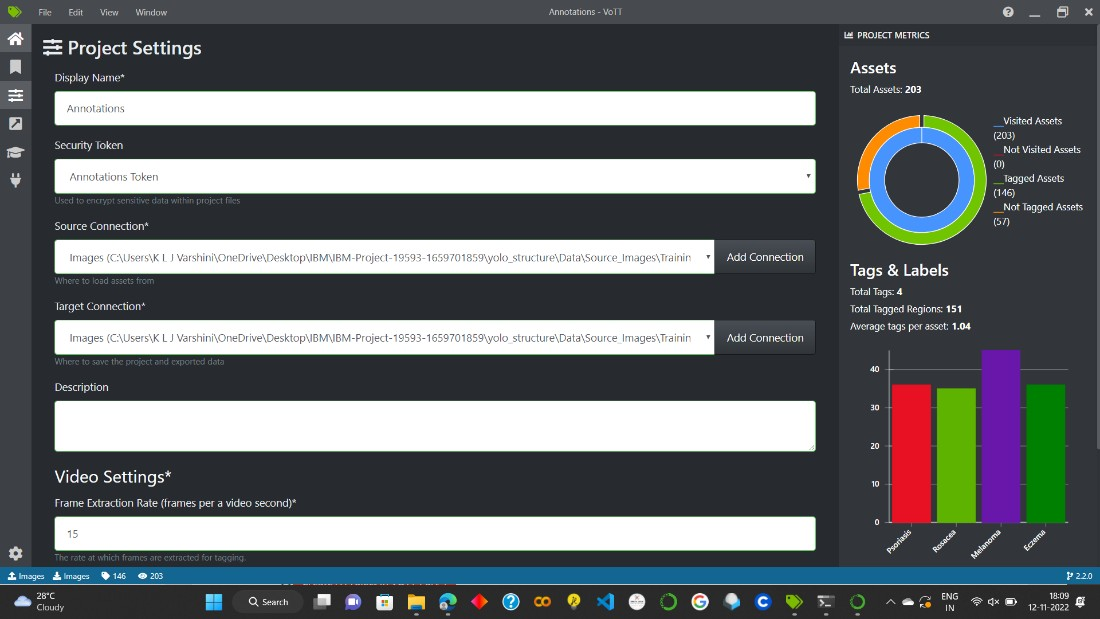 File Edit View Window
Annotations - VoTT
Project Settings
Display Name*
Annotations
Security Token
Annotations Token
Used to encrypt sensitive data within project files
Source Connection*
Images (C:\Users\K L J Varshini\OneDrive\Desktop\IBM\IBM-Project-19593-1659701859\yolo_structure\Data\Source_Images\Trainin
Add Connection
Where to load assets from
Target Connection*
Images (C:\Users\K L J Varshini\OneDrive\Desktop\IBM\IBM-Project-19593-1659701859\yolo_structure\Data\Source_Images\Trainin
Add Connection
Where to save the project and exported data
Description
Video Settings*
Frame Extraction Rate (frames per a video second)*
15
The rate at which frames are extracted for tagging.
PROJECT METRICS
Assets
Total Assets: 203
Visited Assets
(203)
Not Visited Assets
(0)
Tagged Assets
(146)
Not Tagged Assets
(57)
Tags & Labels
Total Tags: 4
Total Tagged Regions: 151
Average tags per asset: 1.04
40
30
20
10
0
Psoriasis
Rosacea
Melanoma
Eczema
Images Images 146 203
2.2.0
28°C
Cloudy
Search
ENG
IN
18:09
12-11-2022